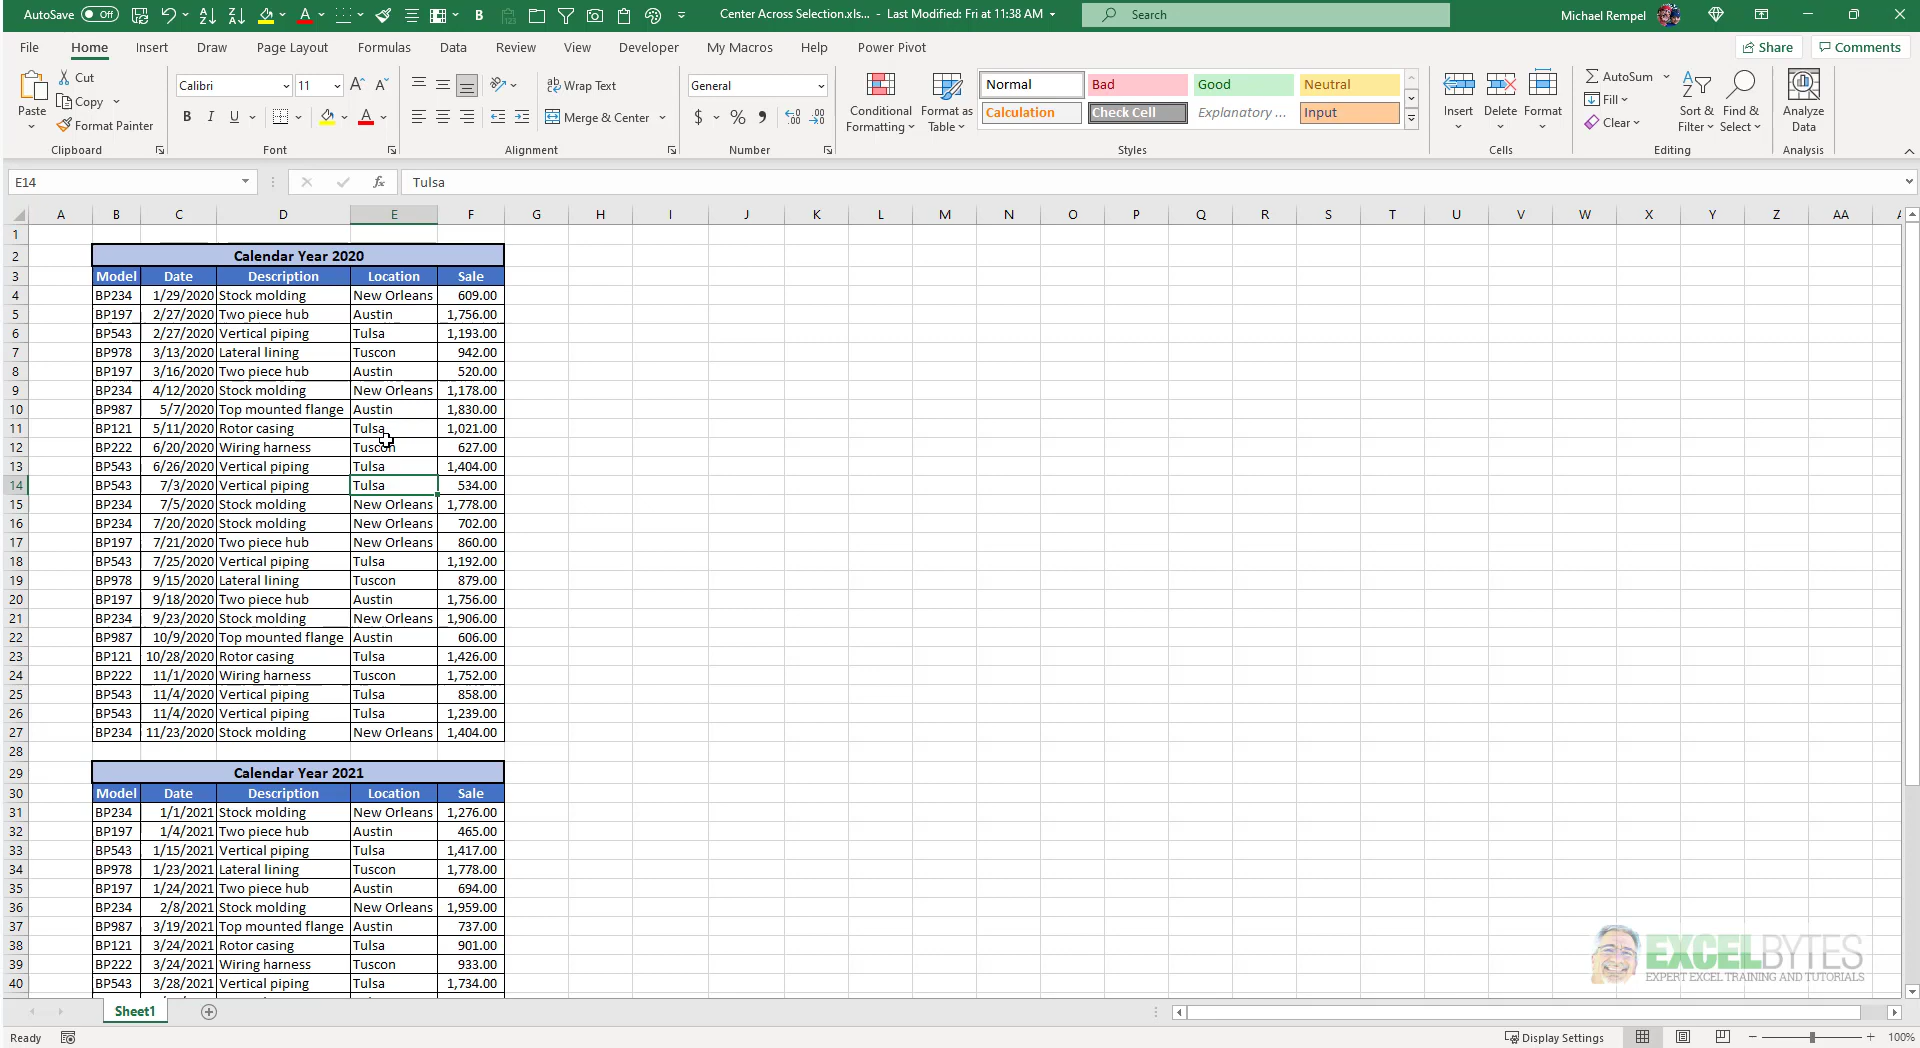 AutoSave Off Center Across Selection.xls... - Last Modified: Fri at 11:38 AM Search Michael Rempel
File Home Insert Draw Page Layout Formulas Data Review View Developer My Macros Help Power Pivot Share Comments
Paste Cut Copy Format Painter Clipboard
Calibri 11 B I U A Font
Wrap Text Merge & Center Alignment
General $ % Number
Conditional Formatting Format as Table
Normal Bad Good Neutral
Calculation Check Cell Explanatory ... Input
Styles
Insert Delete Format Cells
AutoSum Fill Clear Sort & Filter Find & Select Editing
Analyze Data Analysis
E14 fx Tulsa
A B C D E F G H I J K L M N O P Q R S T U V W X Y Z AA
1
2 Calendar Year 2020
3 Model Date Description Location Sale
4 BP234 1/29/2020 Stock molding New Orleans 609.00
5 BP197 2/27/2020 Two piece hub Austin 1,756.00
6 BP543 2/27/2020 Vertical piping Tulsa 1,193.00
7 BP978 3/13/2020 Lateral lining Tuscon 942.00
8 BP197 3/16/2020 Two piece hub Austin 520.00
9 BP234 4/12/2020 Stock molding New Orleans 1,178.00
10 BP987 5/7/2020 Top mounted flange Austin 1,830.00
11 BP121 5/11/2020 Rotor casing Tulsa 1,021.00
12 BP222 6/20/2020 Wiring harness Tuscon 627.00
13 BP543 6/26/2020 Vertical piping Tulsa 1,404.00
14 BP543 7/3/2020 Vertical piping Tulsa 534.00
15 BP234 7/5/2020 Stock molding New Orleans 1,778.00
16 BP234 7/20/2020 Stock molding New Orleans 702.00
17 BP197 7/21/2020 Two piece hub New Orleans 860.00
18 BP543 7/25/2020 Vertical piping Tulsa 1,192.00
19 BP978 9/15/2020 Lateral lining Tuscon 879.00
20 BP197 9/18/2020 Two piece hub Austin 1,756.00
21 BP234 9/23/2020 Stock molding New Orleans 1,906.00
22 BP987 10/9/2020 Top mounted flange Austin 606.00
23 BP121 10/28/2020 Rotor casing Tulsa 1,426.00
24 BP222 11/1/2020 Wiring harness Tuscon 1,752.00
25 BP543 11/4/2020 Vertical piping Tulsa 858.00
26 BP543 11/4/2020 Vertical piping Tulsa 1,239.00
27 BP234 11/23/2020 Stock molding New Orleans 1,404.00
28
29 Calendar Year 2021
30 Model Date Description Location Sale
31 BP234 1/1/2021 Stock molding New Orleans 1,276.00
32 BP197 1/4/2021 Two piece hub Austin 465.00
33 BP543 1/15/2021 Vertical piping Tulsa 1,417.00
34 BP978 1/23/2021 Lateral lining Tuscon 1,778.00
35 BP197 1/24/2021 Two piece hub Austin 694.00
36 BP234 2/8/2021 Stock molding New Orleans 1,959.00
37 BP987 3/19/2021 Top mounted flange Austin 737.00
38 BP121 3/24/2021 Rotor casing Tulsa 901.00
39 BP222 3/24/2021 Wiring harness Tuscon 933.00
40 BP543 3/28/2021 Vertical piping Tulsa 1,734.00
EXCELBYTES
EXPERT EXCEL TRAINING AND TUTORIALS
Sheet1
Ready Display Settings 100%